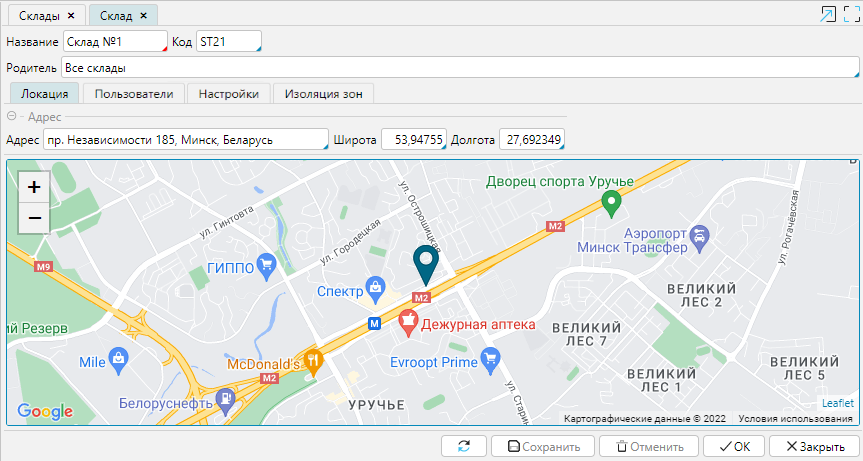 Склады × Склад ×
Название Склад №1 Код ST21
Родитель Все склады
Локация Пользователи Настройки Изоляция зон
Адрес
Адрес пр. Независимости 185, Минск, Беларусь Широта 53,94755 Долгота 27,692349
+
−
Дворец спорта Уручье
ул. Гинтовта
ул. Городецкая
ул. Острошицкая
ул. Рогачёвская
M2
Аэропорт
Минск Трансфер
M9
ГИППО
Спектр
M2
ВЕЛИКИЙ
ЛЕС 2
ий Резерв
М
Дежурная аптека
ВЕЛИКИЙ
ЛЕС 7
Mile
McDonald's
Evroopt Prime
ВЕЛИКИЙ
ЛЕС 5
M2
ВЕЛИКИЙ
ЛЕС 1
Белоруснефть
УРУЧЬЕ
ул. Старин
Google
Leaflet
Картографические данные © 2022 Условия использования
Сохранить Отменить OK Закрыть